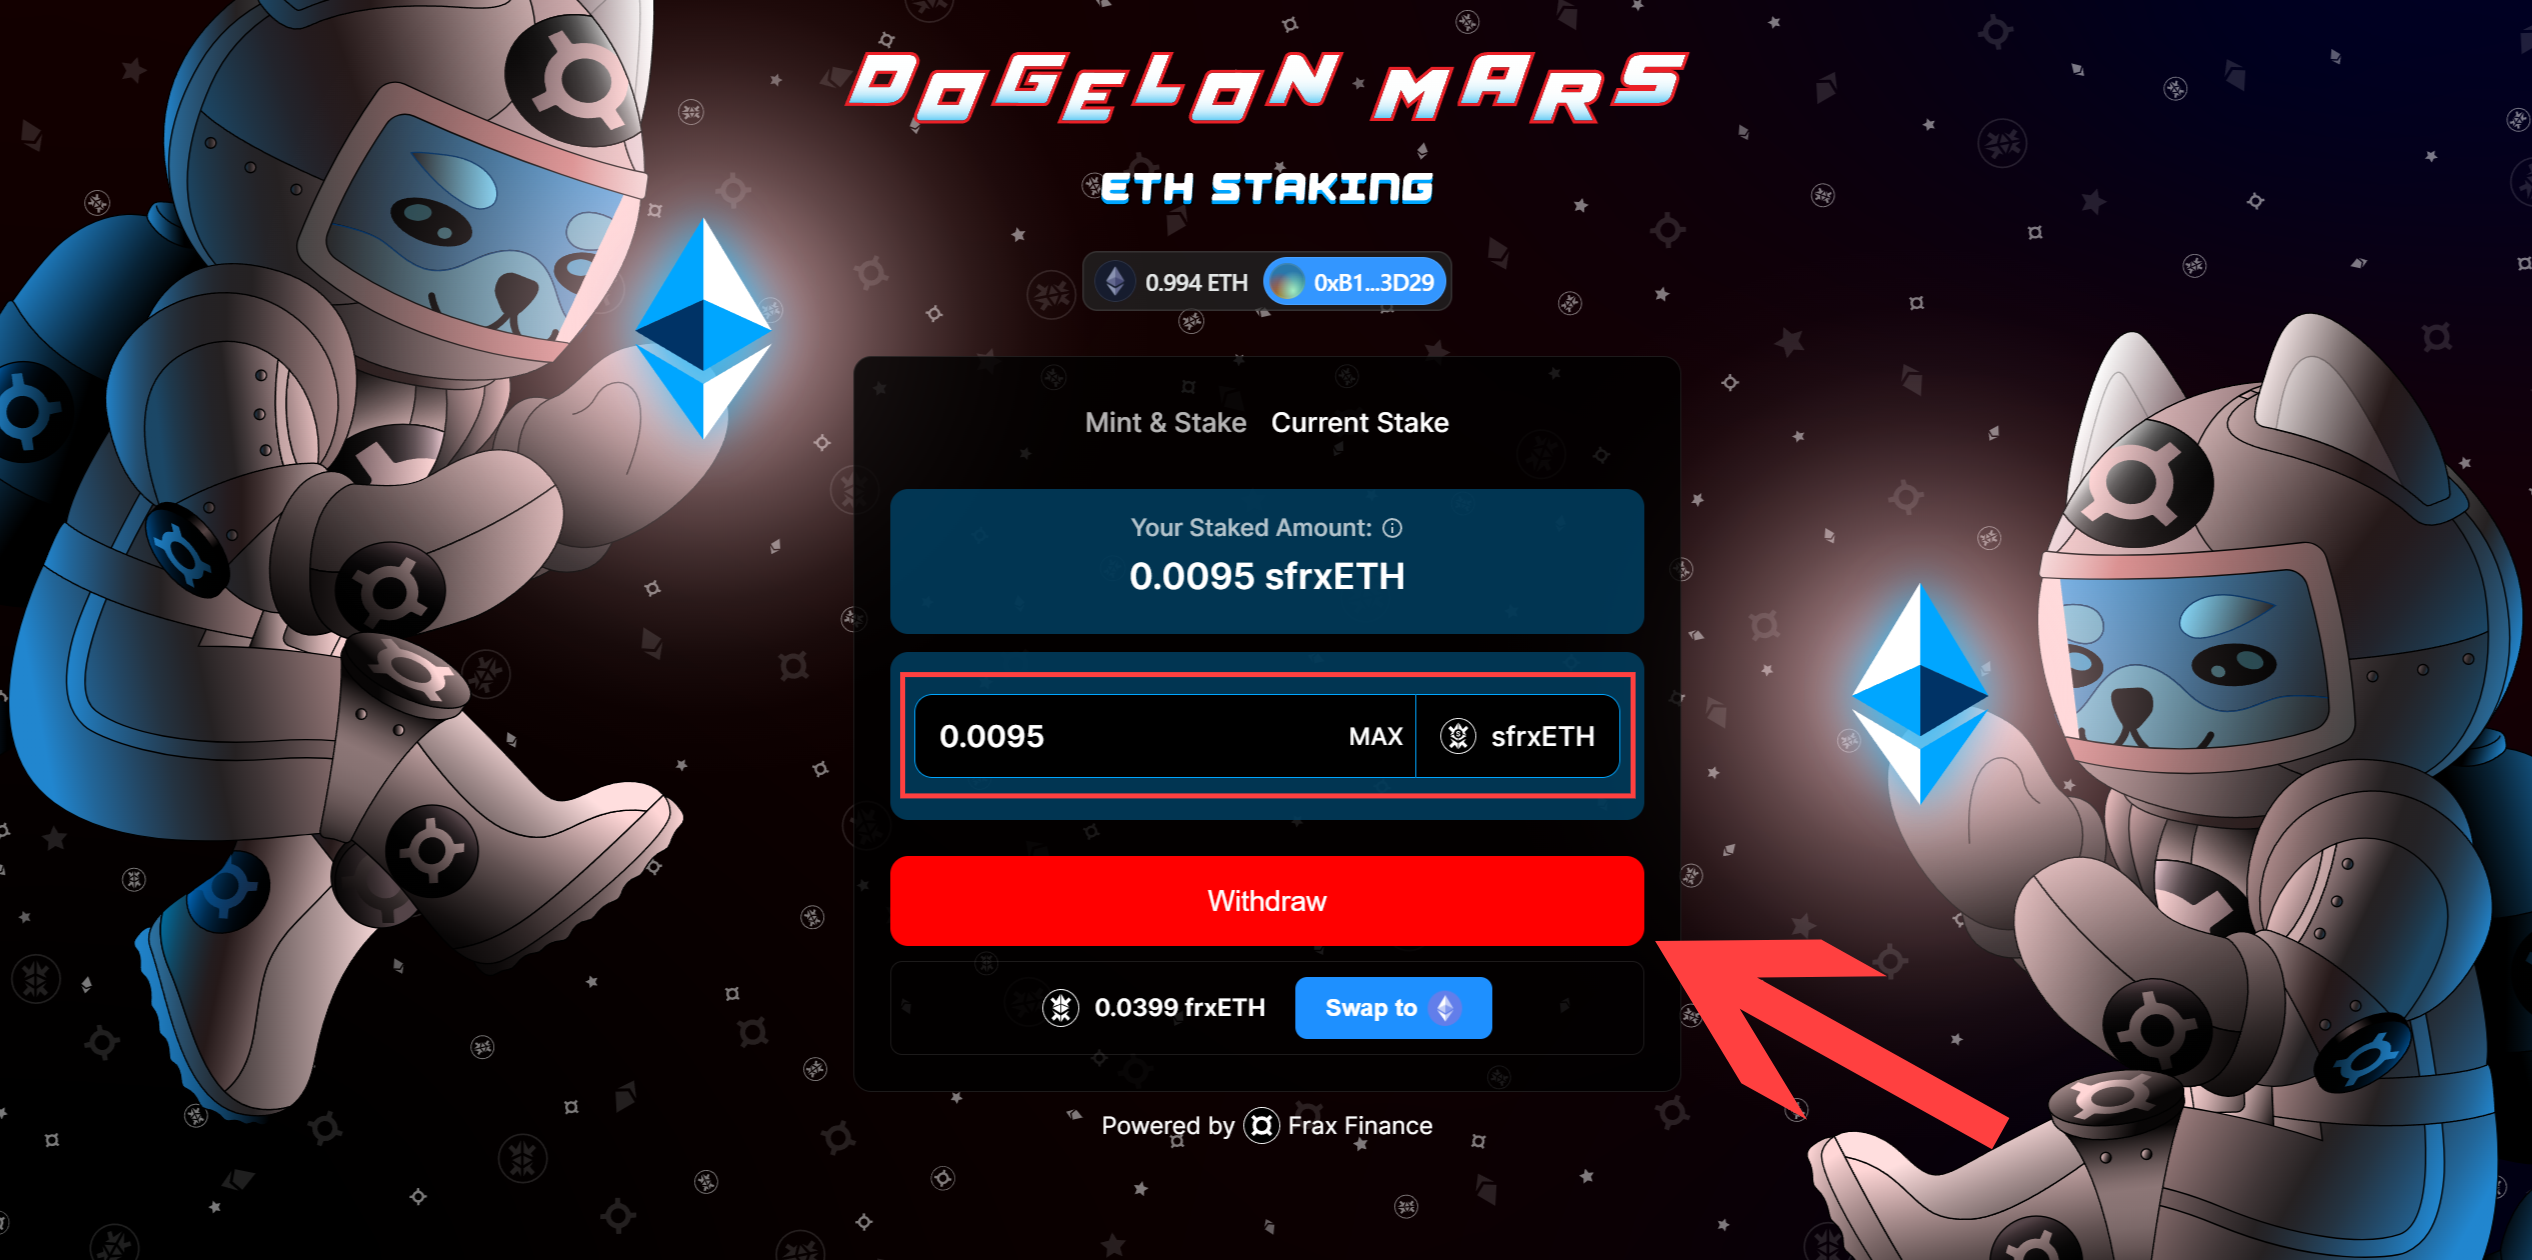 DOGELON MARS
ETH STAKING
0.994 ETH 0xB1...3D29
Mint & Stake Current Stake
Your Staked Amount:
0.0095 sfrxETH
0.0095 MAX sfrxETH
Withdraw
0.0399 frxETH Swap to
Powered by Frax Finance